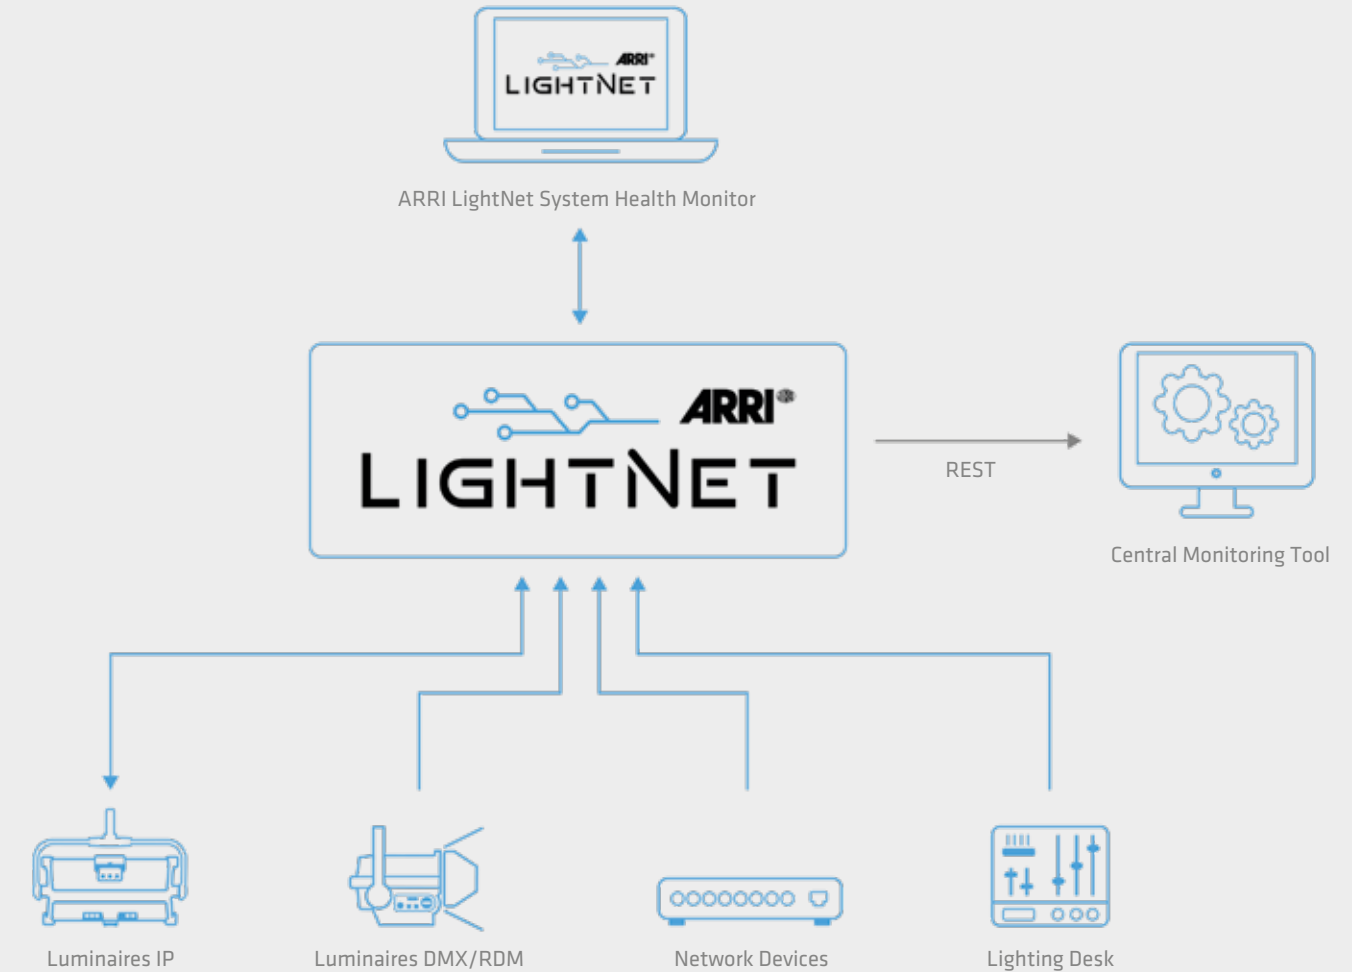 ARRI®
LIGHTNET
ARRI LightNet System Health Monitor
ARRI®
LIGHTNET
REST
Central Monitoring Tool
Luminaires IP
Luminaires DMX/RDM
Network Devices
Lighting Desk